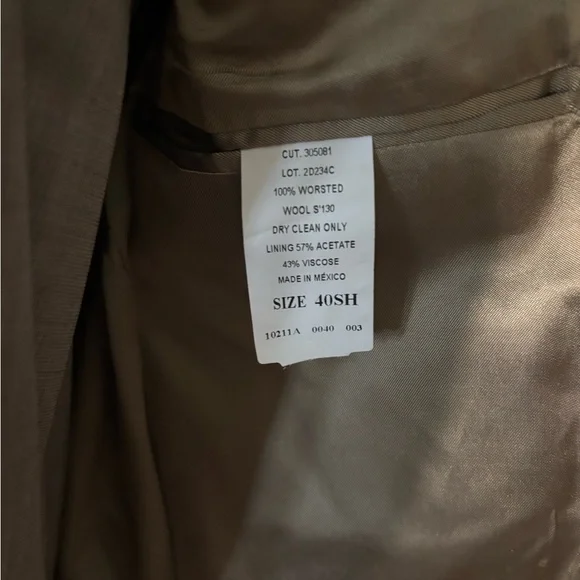 CUT. 305081
LOT. 2D234C
100% WORSTED
WOOL S'130
DRY CLEAN ONLY
LINING 57% ACETATE
43% VISCOSE
MADE IN MÉXICO
SIZE 40SH
10211A 0040 003